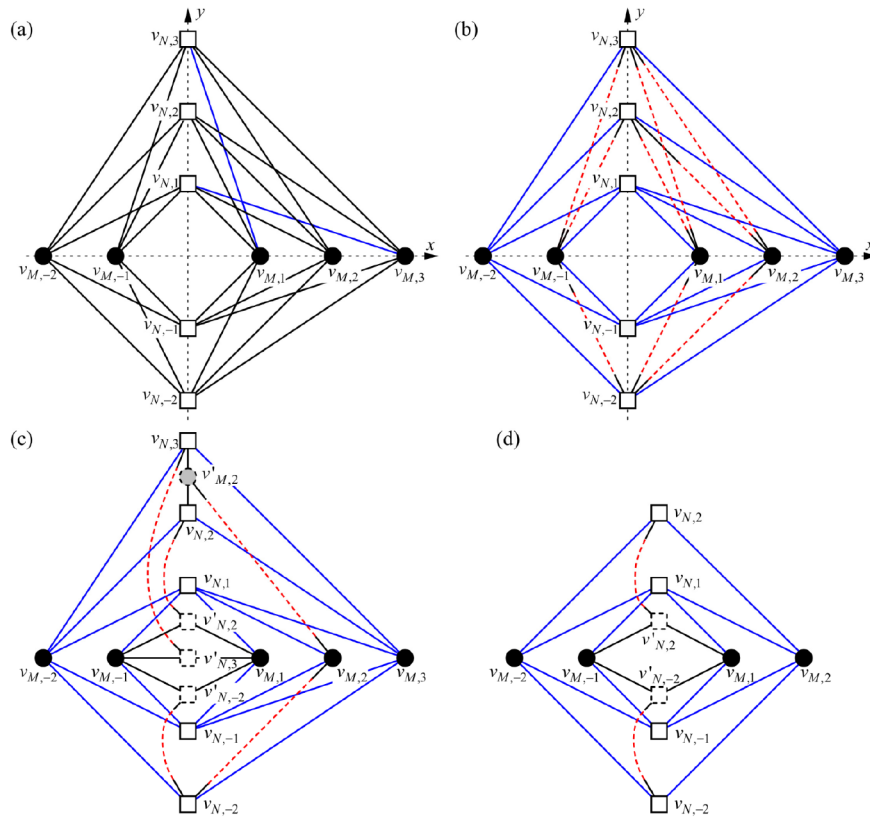 (a)
y
v_{N,3}
v_{N,2}
v_{N,1}
x
v_{M,-2}
v_{M,-1}
v_{M,1}
v_{M,2}
v_{M,3}
v_{N,-1}
v_{N,-2}
(b)
y
v_{N,3}
v_{N,2}
v_{N,1}
x
v_{M,-2}
v_{M,-1}
v_{M,1}
v_{M,2}
v_{M,3}
v_{N,-1}
v_{N,-2}
(c)
v_{N,3}
v'_{M,2}
v_{N,2}
v_{N,1}
v'_{N,2}
v'_{N,3}
v_{M,-2}
v_{M,-1}
v_{M,1}
v_{M,2}
v_{M,3}
v'_{N,-2}
v_{N,-1}
v_{N,-2}
(d)
v_{N,2}
v_{N,1}
v'_{N,2}
v_{M,-2}
v_{M,-1}
v'_{N,-2}
v_{M,1}
v_{M,2}
v_{N,-1}
v_{N,-2}